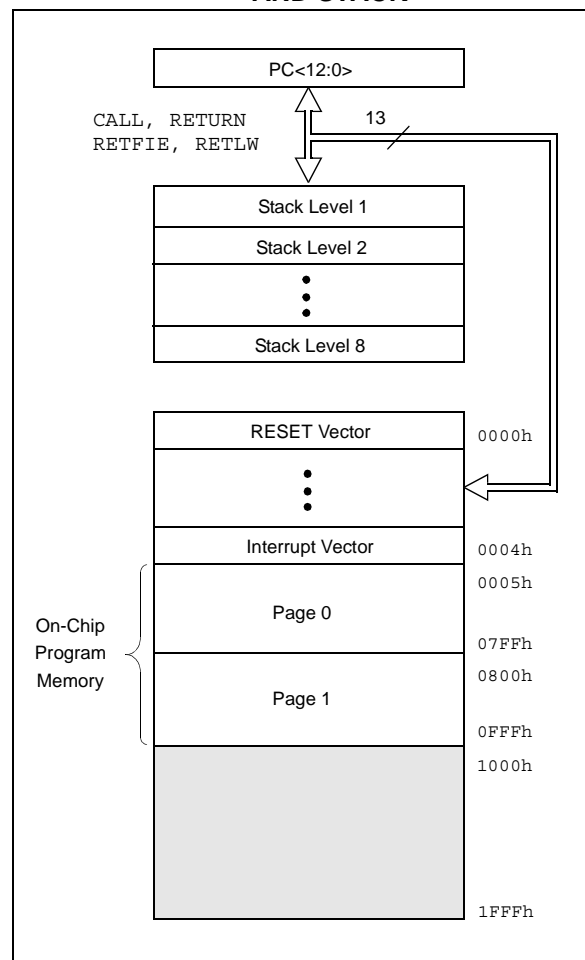 AND STACK
PC<12:0>
CALL, RETURN
RETFIE, RETLW
13
Stack Level 1
Stack Level 2
Stack Level 8
RESET Vector
0000h
Interrupt Vector
0004h
0005h
On-Chip
Program
Memory
Page 0
07FFh
0800h
Page 1
0FFFh
1000h
1FFFh